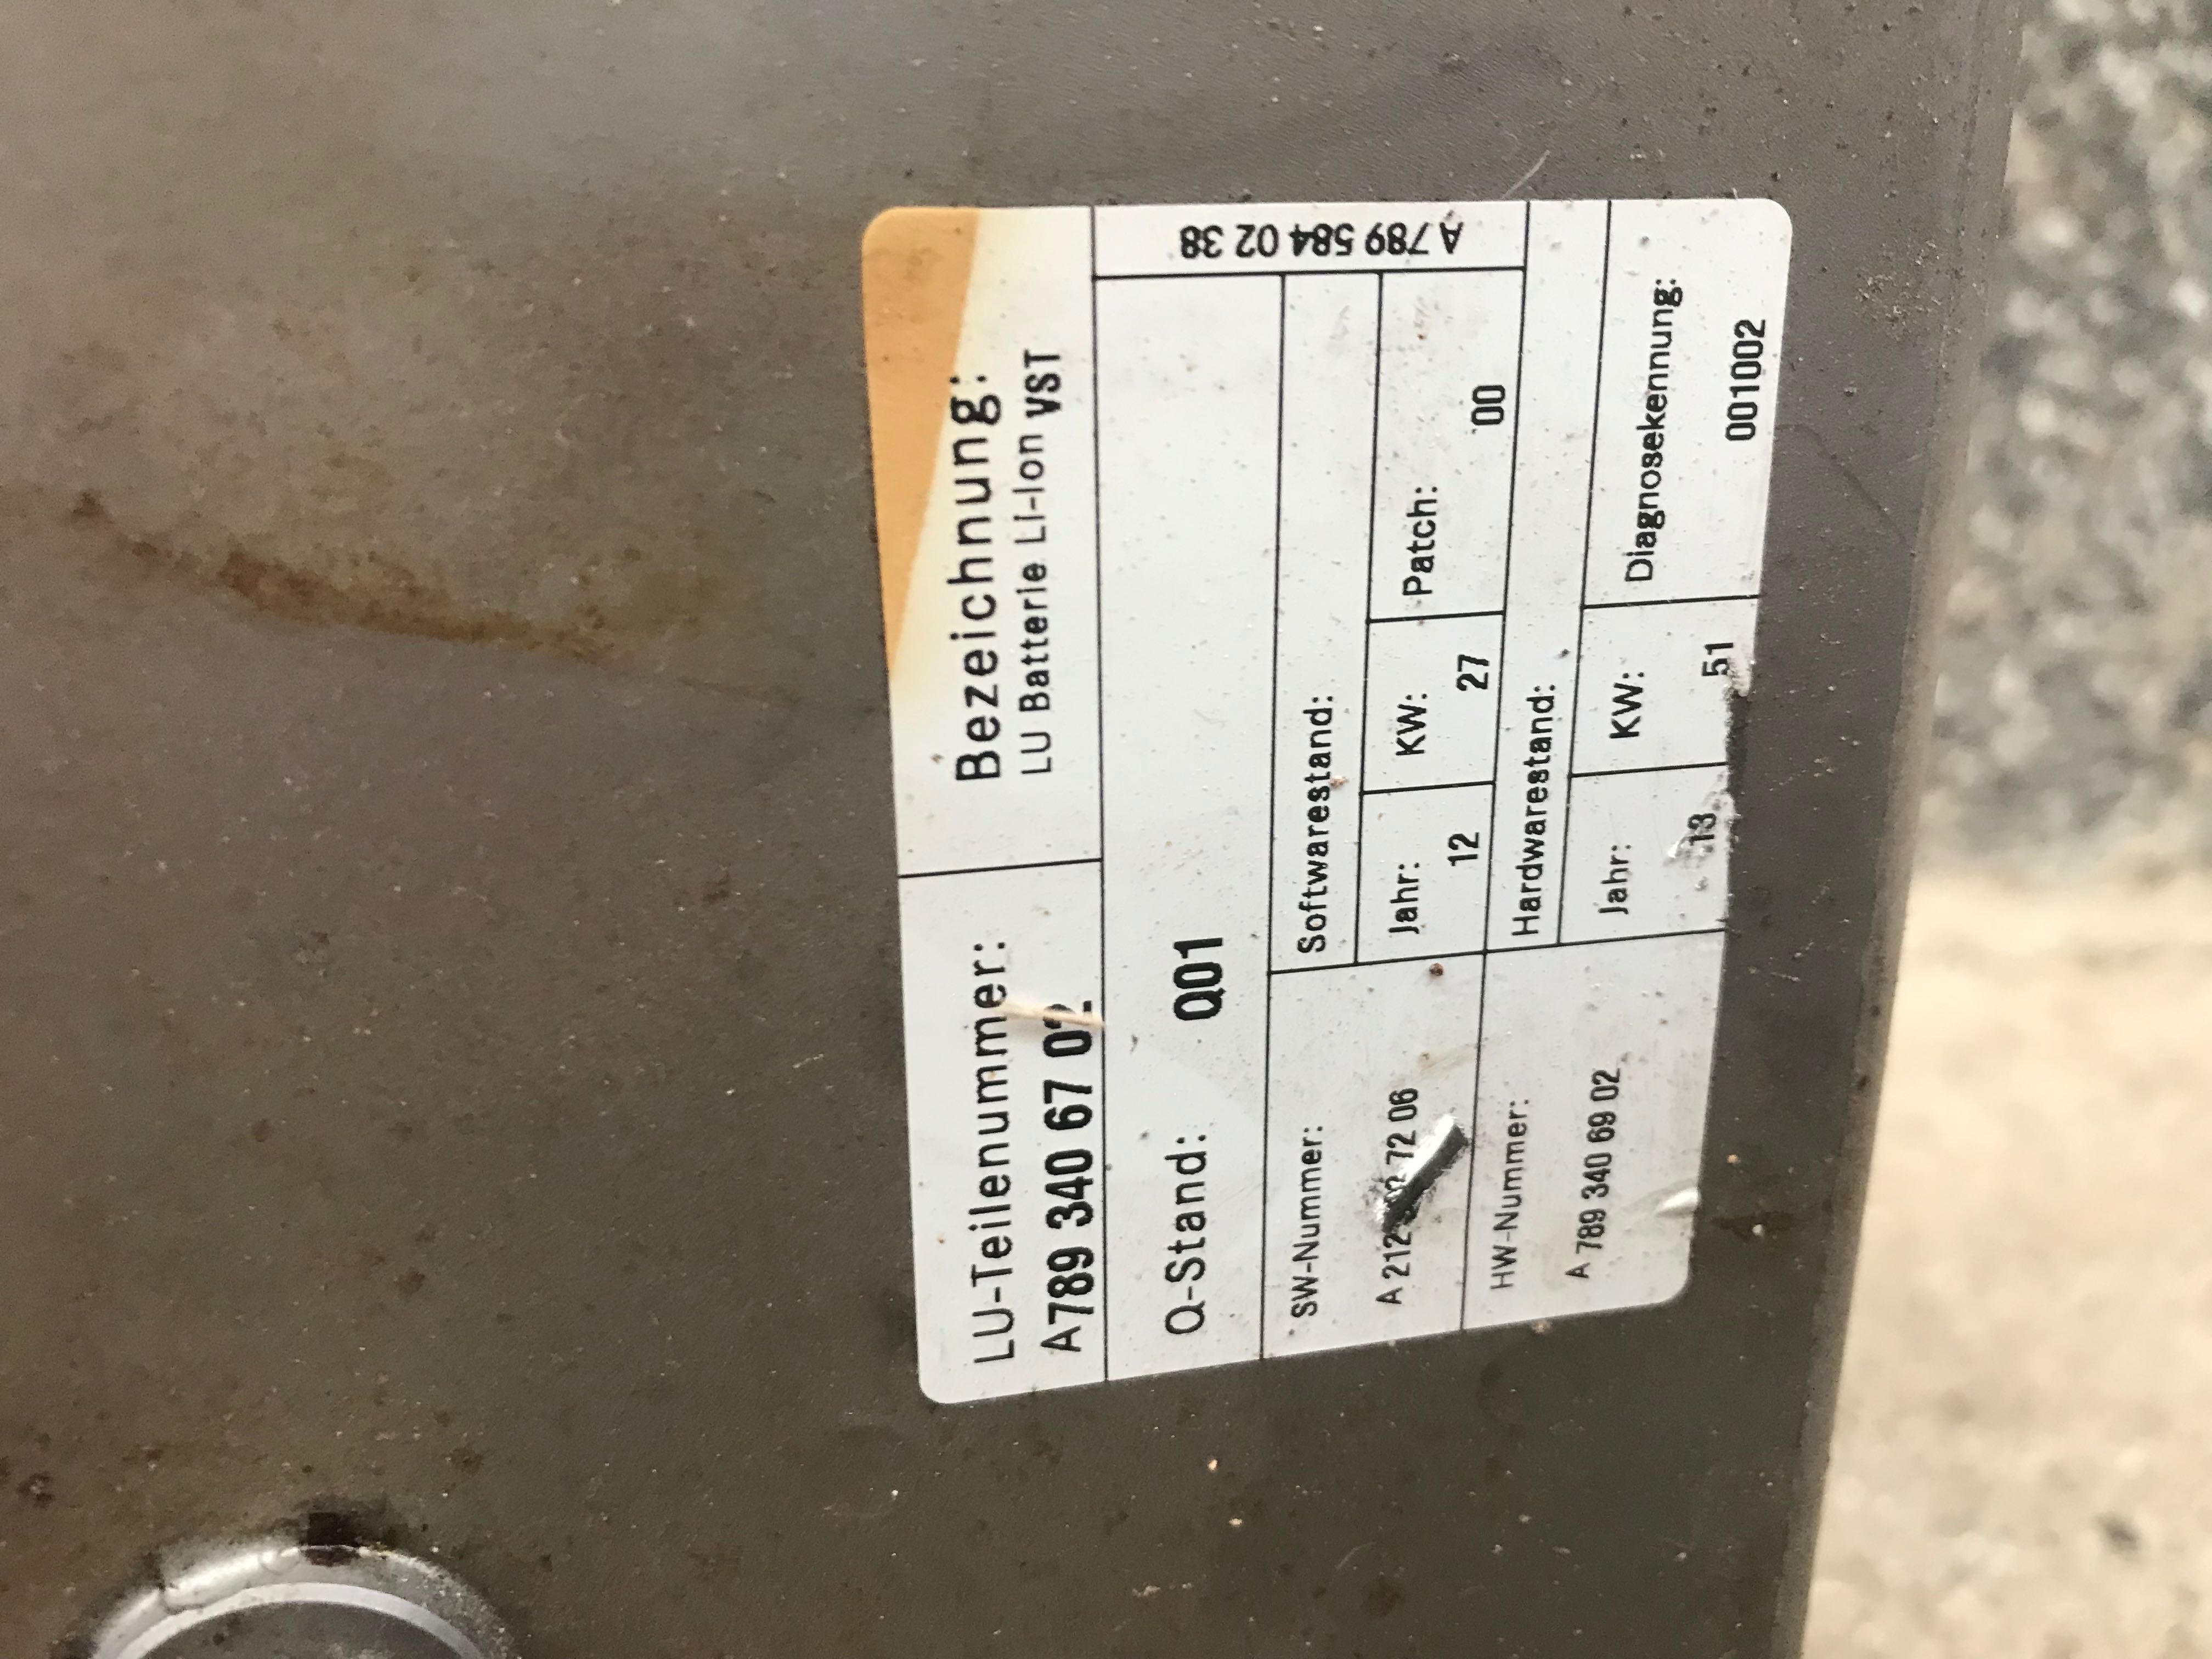 LU-Teilenummer:
A789 340 67 02
Bezeichnung:
LU Batterie LI-Ion VST
Q-Stand: Q01
A 789 584 02 38
SW-Nummer:
A 212 72 06
Softwarestand:
Jahr: KW: Patch:
12 27 00
HW-Nummer:
A 789 340 69 02
Hardwarestand:
Jahr: KW: Diagnosekennung:
13 51 001002